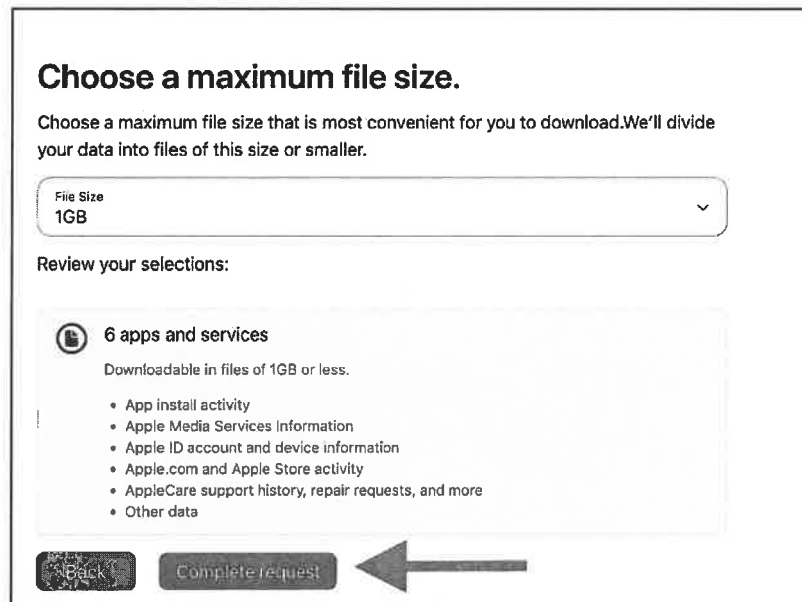 Choose a maximum file size.
Choose a maximum file size that is most convenient for you to download.We'll divide
your data into files of this size or smaller.
File Size
1GB
Review your selections:
6 apps and services
Downloadable in files of 1GB or less.
• App install activity
• Apple Media Services Information
• Apple ID account and device information
• Apple.com and Apple Store activity
• AppleCare support history, repair requests, and more
• Other data
Back
Complete request